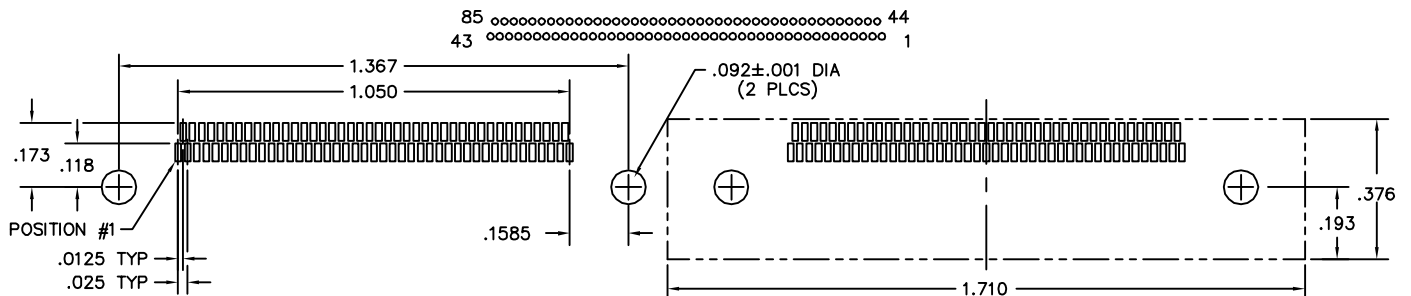 85 44
43 1
1.367
.092±.001 DIA
(2 PLCS)
1.050
.173
.118
.376
.193
POSITION #1
.1585
.0125 TYP
.025 TYP
1.710